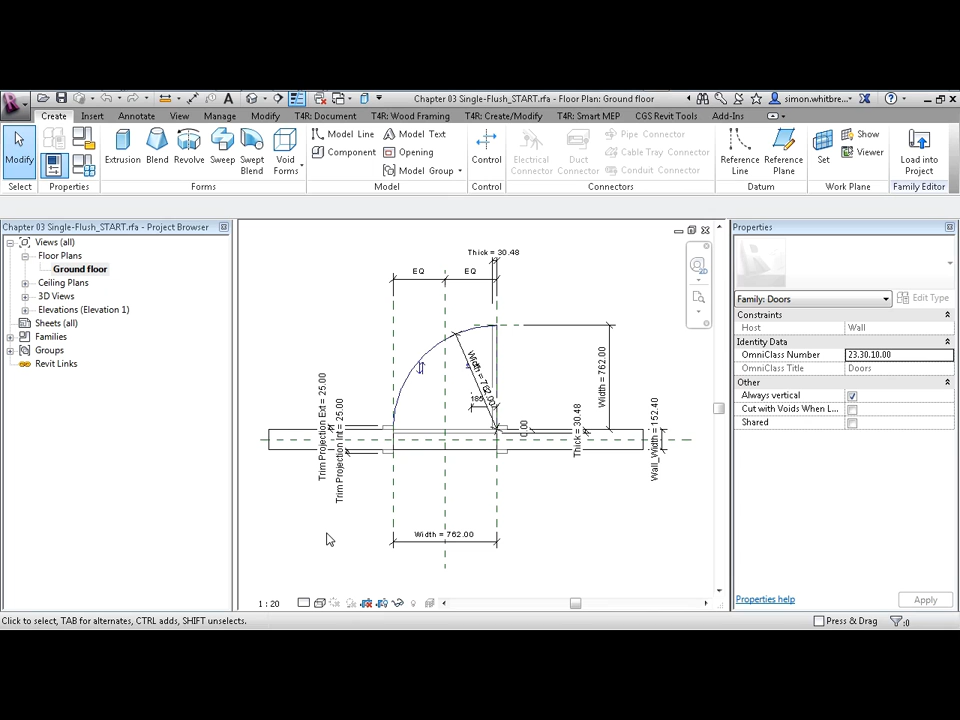 Chapter 03 Single-Flush_START.rfa - Floor Plan: Ground floor
simon.whitbre...
Create Insert Annotate View Manage Modify T4R: Document T4R: Wood Framing T4R: Create/Modify T4R: Smart MEP CGS Revit Tools Add-Ins
Modify
Extrusion Blend Revolve Sweep Swept Blend Void Forms
Model Line
Component
Model Text
Opening
Model Group
Control
Electrical Connector
Duct Connector
Pipe Connector
Cable Tray Connector
Conduit Connector
Reference Line
Reference Plane
Set
Show
Viewer
Load into Project
Select Properties Forms Model Control Connectors Datum Work Plane Family Editor
Chapter 03 Single-Flush_START.rfa - Project Browser
Views (all)
Floor Plans
Ground floor
Ceiling Plans
3D Views
Elevations (Elevation 1)
Sheets (all)
Families
Groups
Revit Links
Thick = 30.48
EQ EQ
Width = 762.00
Width = 762.00
Trim Projection Ext = 25.00
Trim Projection Int = 25.00
Thick = 30.48
Wall_Width = 152.40
Width = 762.00
2D
1 : 20
Properties
Family: Doors
Edit Type
Constraints
Host Wall
Identity Data
OmniClass Number 23.30.10.00
OmniClass Title Doors
Other
Always vertical
Cut with Voids When L...
Shared
Properties help
Apply
Click to select, TAB for alternates, CTRL adds, SHIFT unselects.
Press & Drag
:0